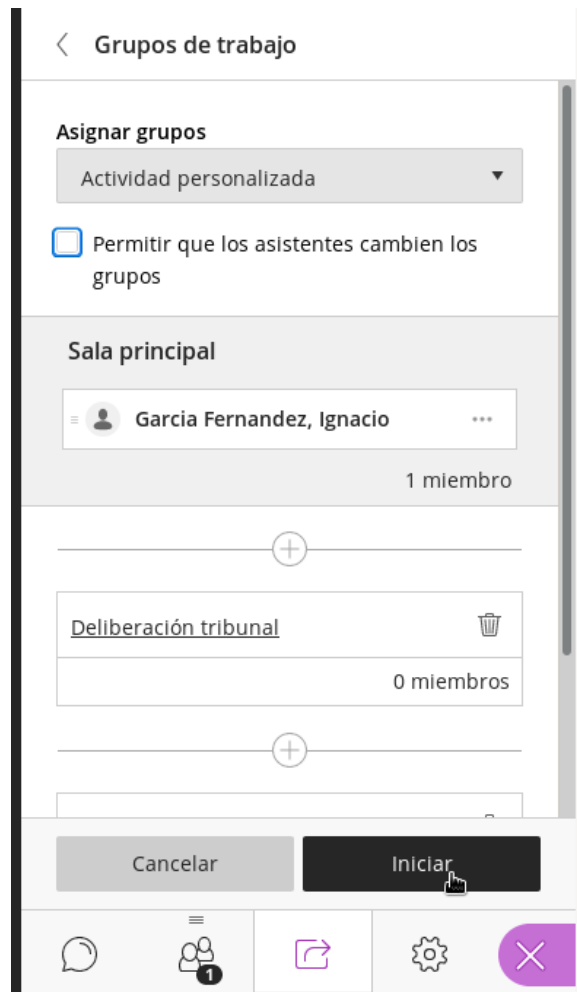 Grupos de trabajo
Asignar grupos
Actividad personalizada
Permitir que los asistentes cambien los
grupos
Sala principal
Garcia Fernandez, Ignacio
1 miembro
Deliberación tribunal
0 miembros
Cancelar
Iniciar
1